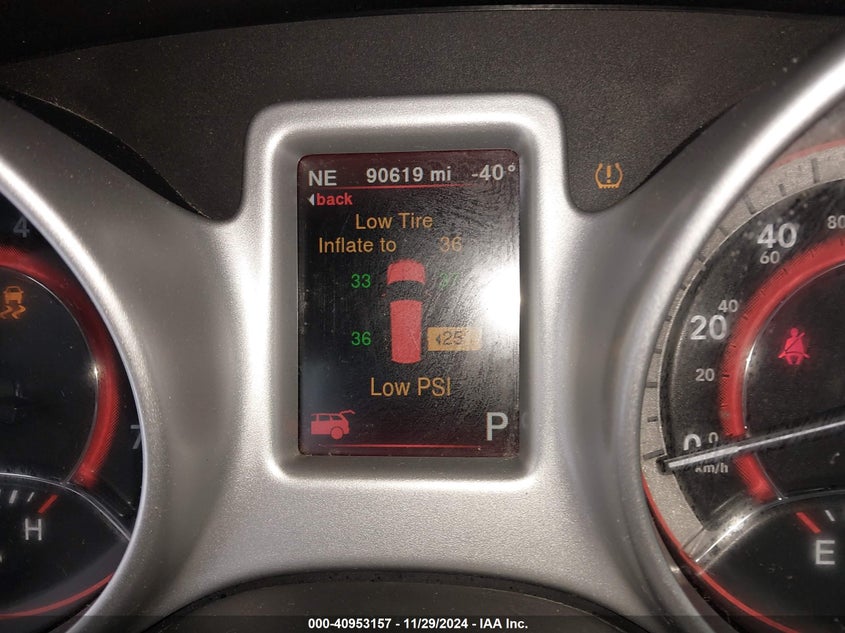 NE 90619 mi -40°
back
Low Tire
Inflate to 36
33
36 25
Low PSI
P
4
7
H
80
40
60
40
20
20
0 0
km/h
E
000-40953157 - 11/29/2024 - IAA Inc.